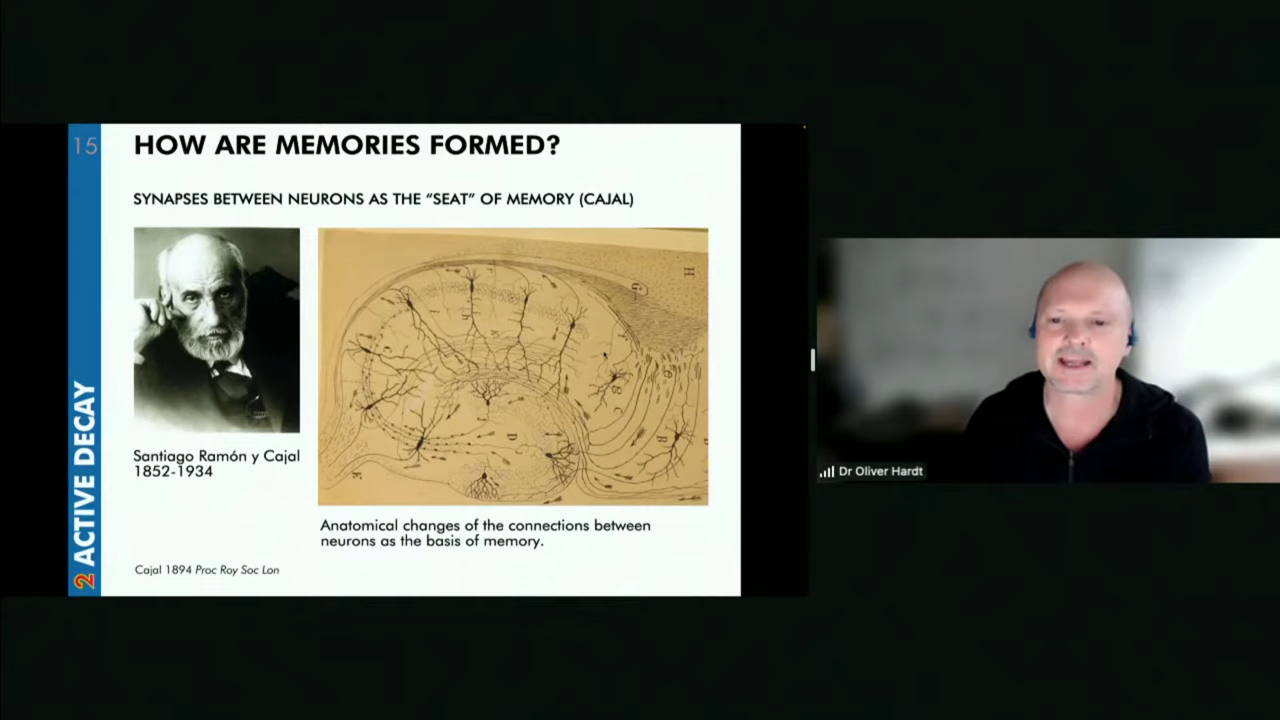 15
HOW ARE MEMORIES FORMED?
SYNAPSES BETWEEN NEURONS AS THE “SEAT” OF MEMORY (CAJAL)
Santiago Ramón y Cajal
1852-1934
Anatomical changes of the connections between
neurons as the basis of memory.
Cajal 1894 Proc Roy Soc Lon
2 ACTIVE DECAY
H
G
D
B
Dr Oliver Hardt